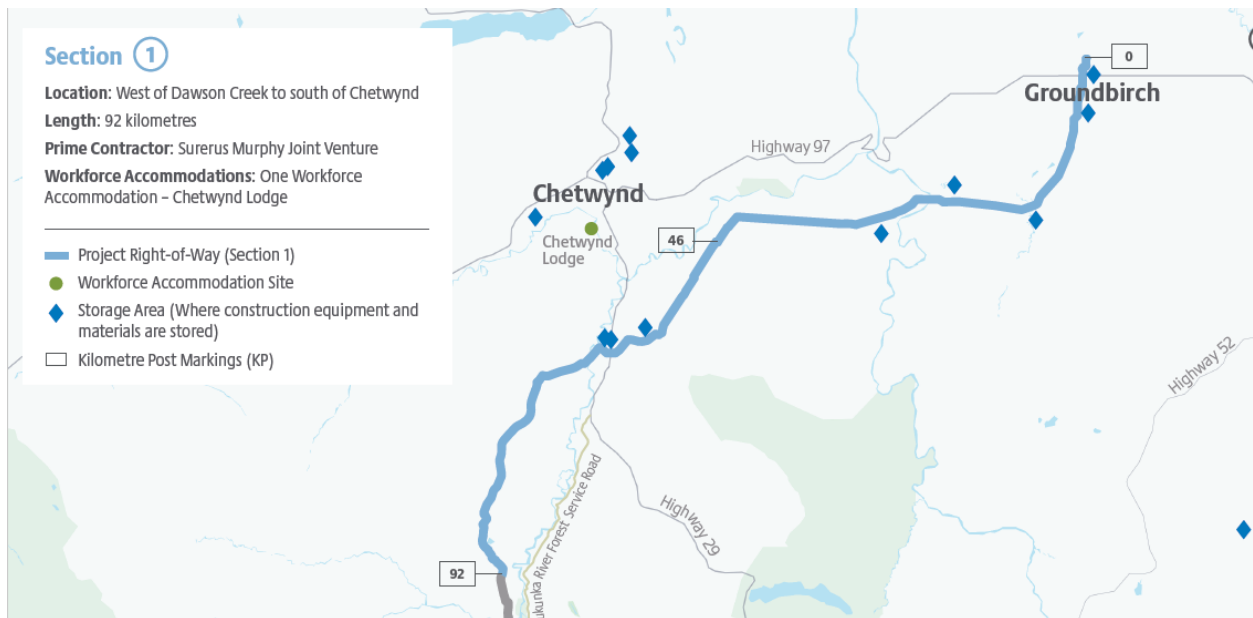 Section 1
Location: West of Dawson Creek to south of Chetwynd
Length: 92 kilometres
Prime Contractor: Surerus Murphy Joint Venture
Workforce Accommodations: One Workforce
Accommodation – Chetwynd Lodge
Project Right-of-Way (Section 1)
Workforce Accommodation Site
Storage Area (Where construction equipment and
materials are stored)
Kilometre Post Markings (KP)
0
Groundbirch
Highway 97
Chetwynd
Chetwynd
Lodge
46
Highway 52
Highway 29
ukunka River Forest Service Road
92